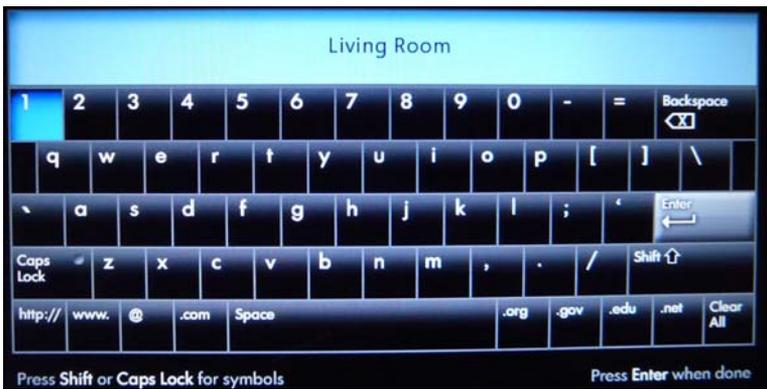 Living Room
1 2 3 4 5 6 7 8 9 0 - = Backspace
q w e r t y u i o p [ ] \
` a s d f g h j k l ; ‘ Enter
Caps Lock z x c v b n m , . / Shift
http:// www. @ .com Space .org .gov .edu .net Clear All
Press Shift or Caps Lock for symbols Press Enter when done